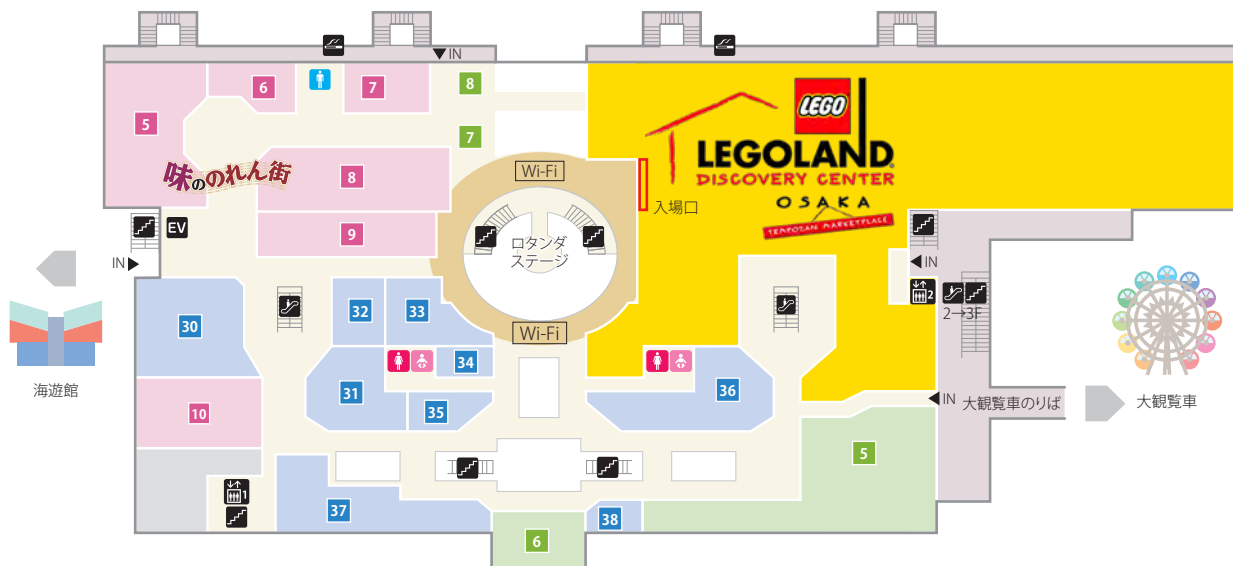 IN
6
7
8
5
7
味ののれん街
8
9
EV
IN
Wi-Fi
ロタンダ
ステージ
Wi-Fi
LEGO
LEGOLAND
DISCOVERY CENTER
OSAKA
TEMPOZAN MARKETPLACE
入場口
IN
2
2→3F
海遊館
30
32
33
34
31
35
36
10
IN
大観覧車のりば
大観覧車
5
1
37
38
6